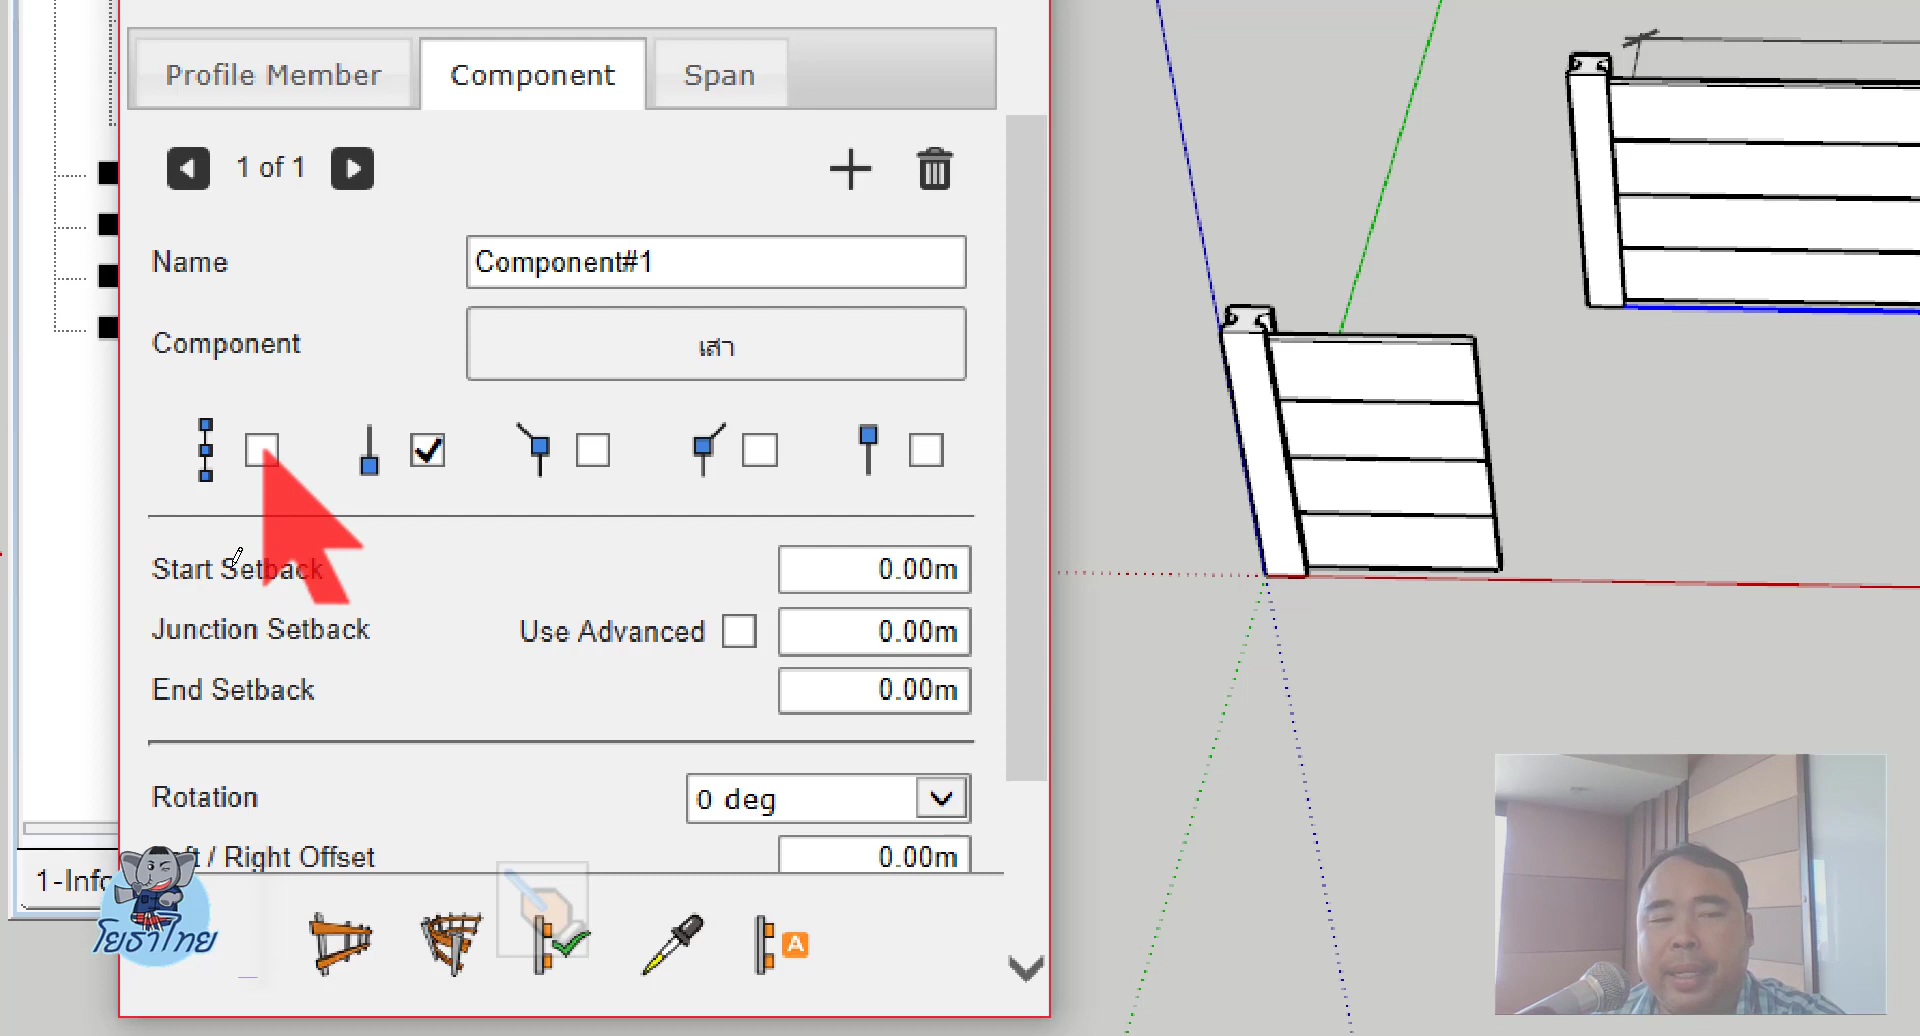 Profile Member Component Span
1 of 1
Name Component#1
Component เสา
Start Setback 0.00m
Junction Setback Use Advanced 0.00m
End Setback 0.00m
Rotation 0 deg
/ Right Offset 0.00m
1-Info
โยธาไทย
A